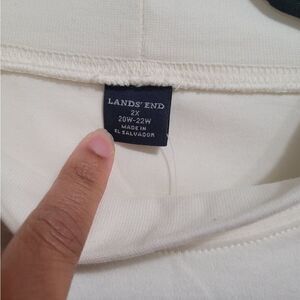 LANDS' END
2X
20W-22W
MADE IN
EL SALVADOR